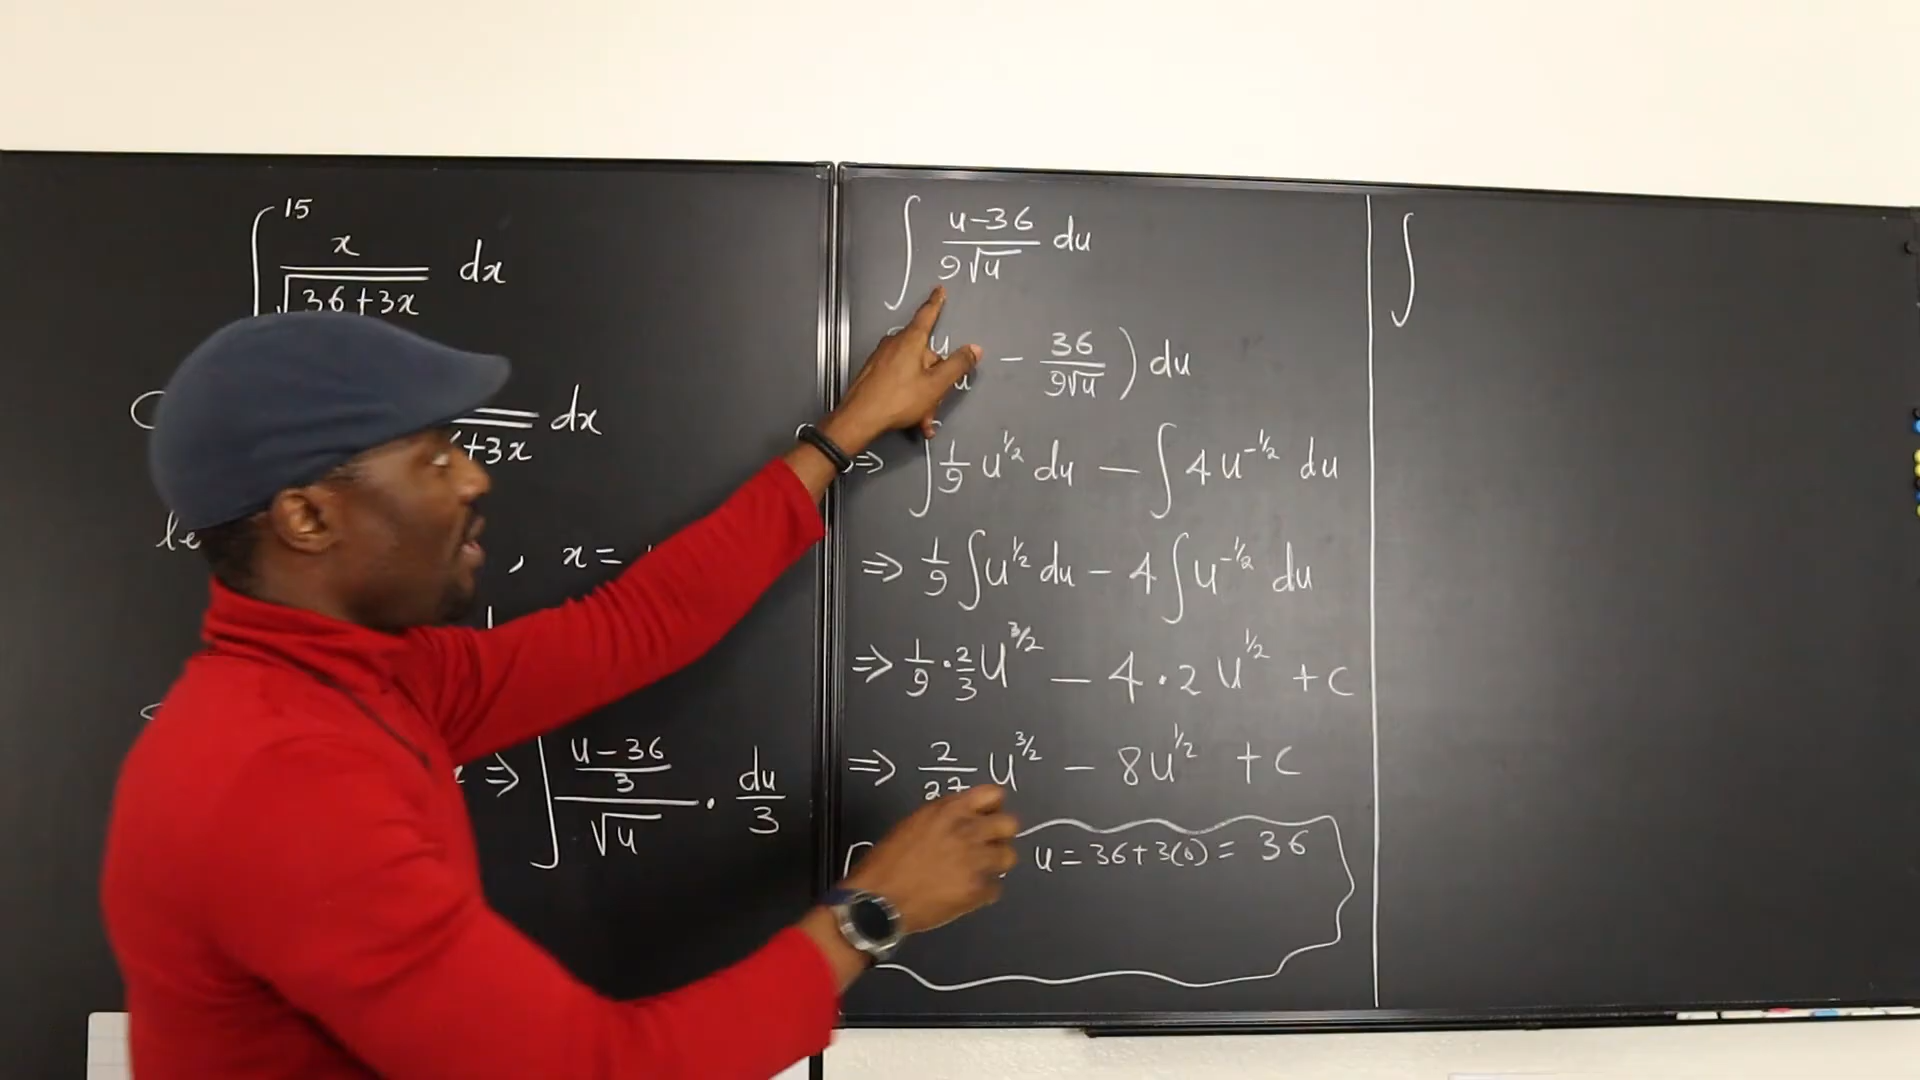 ∫ 15 x/√(36+3x) dx
+3x dx
le , x =
⇒ ∫ ((u-36)/3)/√u · du/3
∫ (u-36)/(9√u) du
u/u - 36/(9√u) ) du
⇒ ∫ 1/9 u^(1/2) du - ∫ 4u^(-1/2) du
⇒ 1/9 ∫ u^(1/2) du - 4 ∫ u^(-1/2) du
⇒ 1/9 · 2/3 u^(3/2) - 4 · 2 u^(1/2) + c
⇒ 2/27 u^(3/2) - 8u^(1/2) + c
u = 36+3(0) = 36
∫